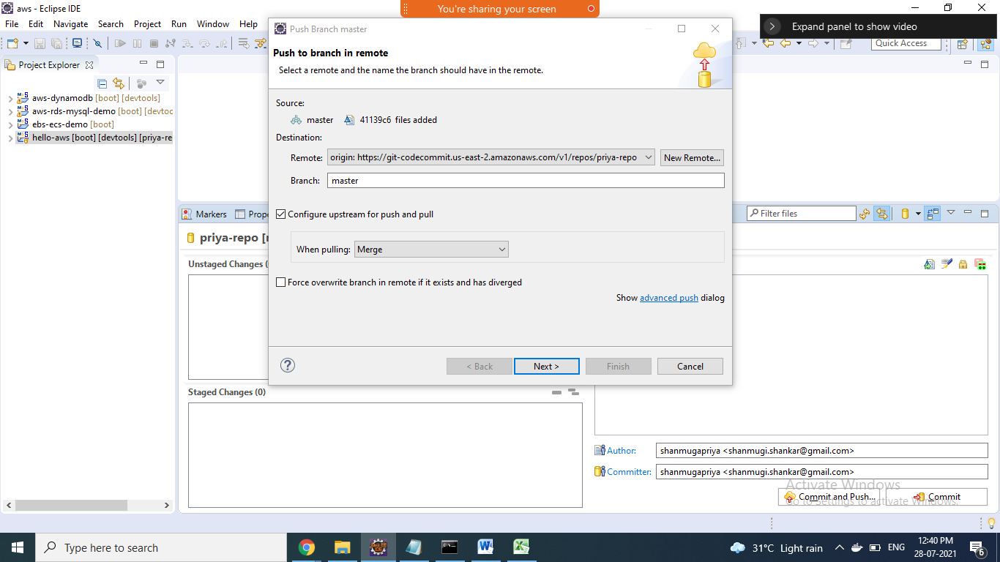 aws - Eclipse IDE
You're sharing your screen
File Edit Navigate Search Project Run Window Help
Expand panel to show video
Quick Access
Project Explorer
aws-dynamodb [boot] [devtools]
aws-rds-mysql-demo [boot] [devtoc
ebs-ecs-demo [boot]
hello-aws [boot] [devtools] [priya-re
Push Branch master
Push to branch in remote
Select a remote and the name the branch should have in the remote.
Source:
master 41139c6 files added
Destination:
Remote: origin: https://git-codecommit.us-east-2.amazonaws.com/v1/repos/priya-repo New Remote...
Branch: master
Configure upstream for push and pull
When pulling: Merge
Force overwrite branch in remote if it exists and has diverged
Show advanced push dialog
? < Back Next > Finish Cancel
Markers Prope
Filter files
priya-repo [
Unstaged Changes (
Staged Changes (0)
Author: shanmugapriya <shanmugi.shankar@gmail.com>
Committer: shanmugapriya <shanmugi.shankar@gmail.com>
Activate Windows
Go to Settings to activate Windows.
Commit and Push... Commit
Type here to search
31°C Light rain ENG
12:40 PM
28-07-2021
6